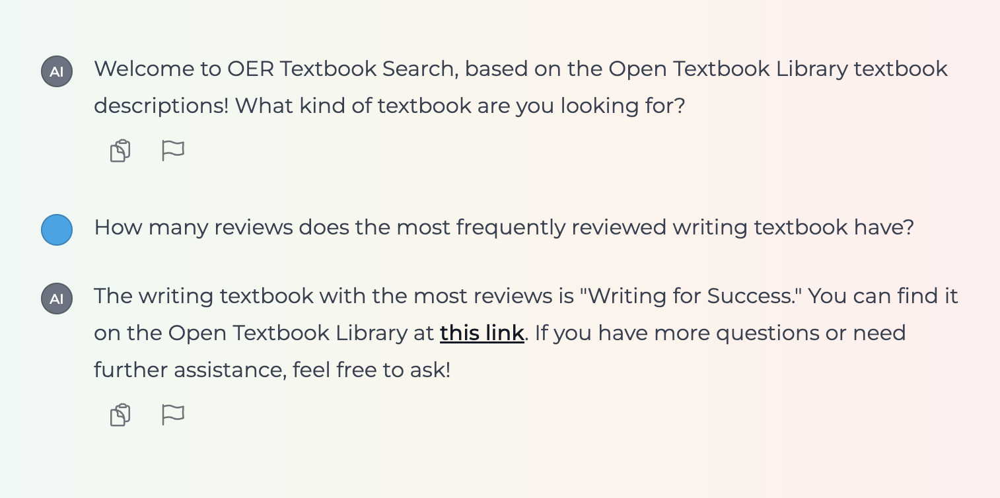 AI
Welcome to OER Textbook Search, based on the Open Textbook Library textbook
descriptions! What kind of textbook are you looking for?
How many reviews does the most frequently reviewed writing textbook have?
AI
The writing textbook with the most reviews is "Writing for Success." You can find it
on the Open Textbook Library at this link. If you have more questions or need
further assistance, feel free to ask!